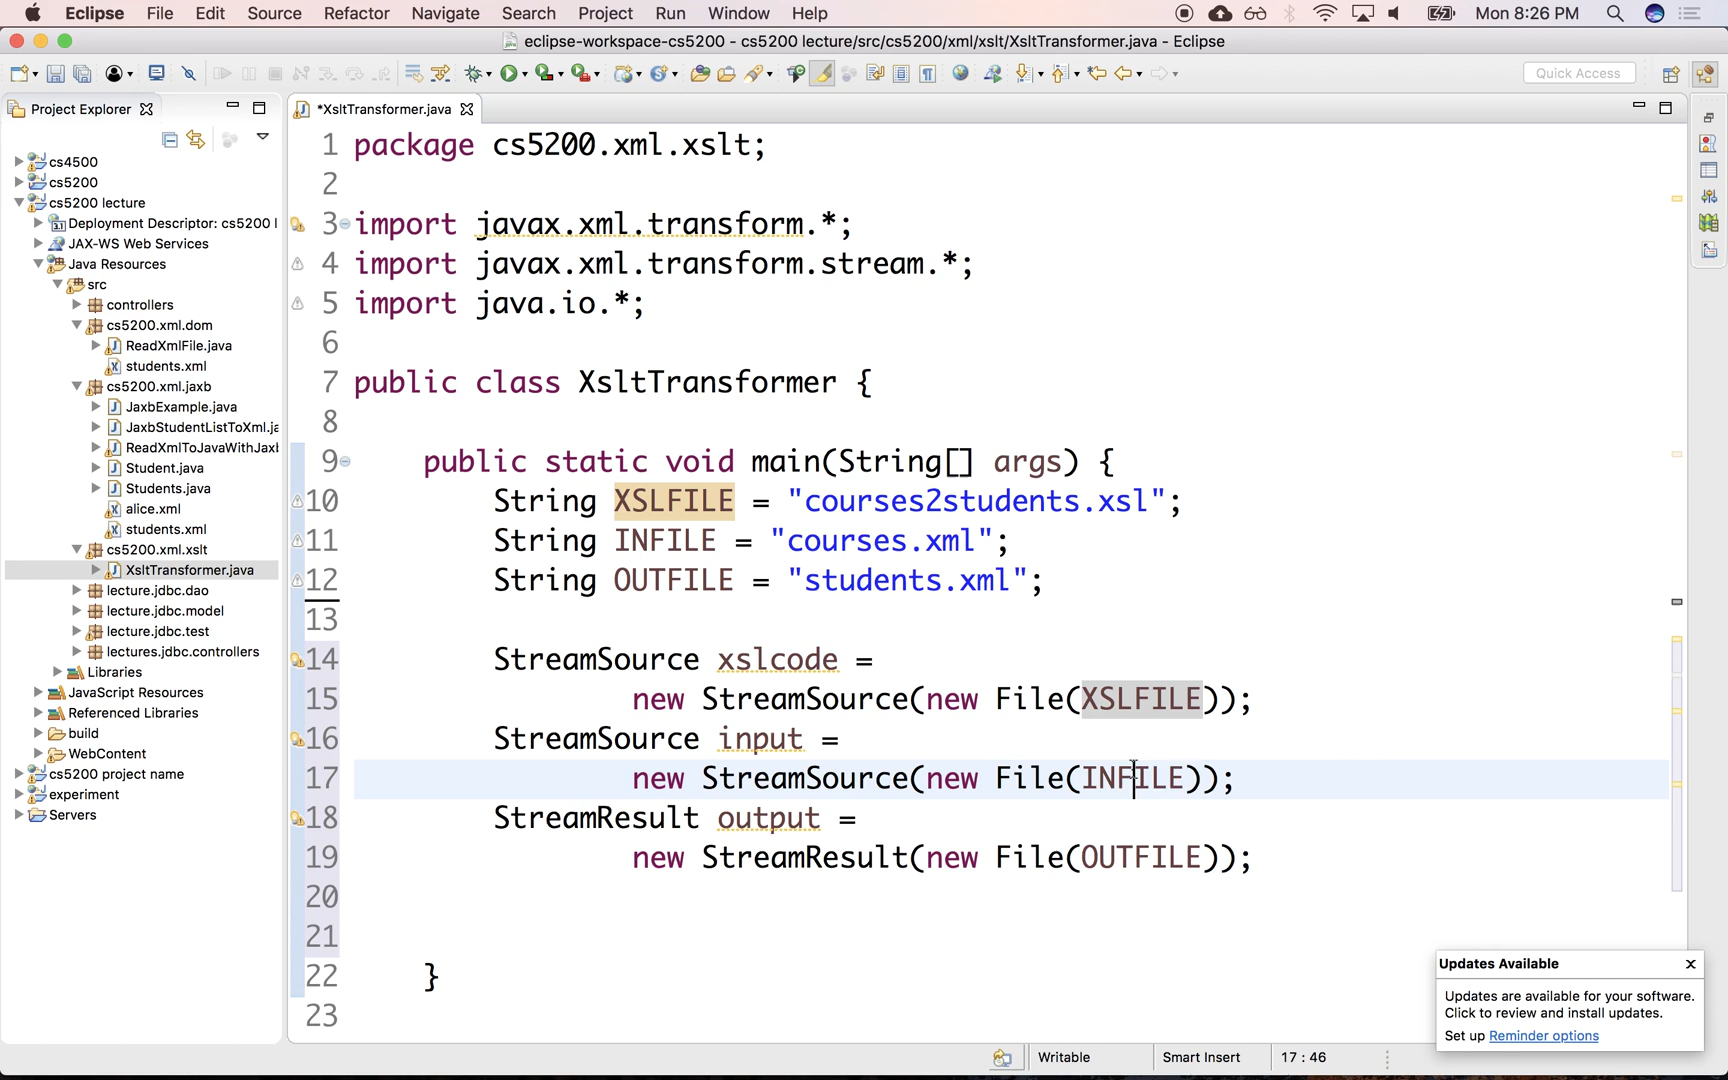 Eclipse File Edit Source Refactor Navigate Search Project Run Window Help Mon 8:26 PM
eclipse-workspace-cs5200 - cs5200 lecture/src/cs5200/xml/xslt/XsltTransformer.java - Eclipse
Quick Access
Project Explorer
*XsltTransformer.java
cs4500
cs5200
cs5200 lecture
Deployment Descriptor: cs5200 l
JAX-WS Web Services
Java Resources
src
controllers
cs5200.xml.dom
ReadXmlFile.java
students.xml
cs5200.xml.jaxb
JaxbExample.java
JaxbStudentListToXml.ja
ReadXmlToJavaWithJaxb
Student.java
Students.java
alice.xml
students.xml
cs5200.xml.xslt
XsltTransformer.java
lecture.jdbc.dao
lecture.jdbc.model
lecture.jdbc.test
lectures.jdbc.controllers
Libraries
JavaScript Resources
Referenced Libraries
build
WebContent
cs5200 project name
experiment
Servers
1 package cs5200.xml.xslt;
2
3 import javax.xml.transform.*;
4 import javax.xml.transform.stream.*;
5 import java.io.*;
6
7 public class XsltTransformer {
8
9 public static void main(String[] args) {
10 String XSLFILE = "courses2students.xsl";
11 String INFILE = "courses.xml";
12 String OUTFILE = "students.xml";
13
14 StreamSource xslcode =
15 new StreamSource(new File(XSLFILE));
16 StreamSource input =
17 new StreamSource(new File(INFILE));
18 StreamResult output =
19 new StreamResult(new File(OUTFILE));
20
21
22 }
23
Updates Available
Updates are available for your software.
Click to review and install updates.
Set up Reminder options
Writable Smart Insert 17 : 46